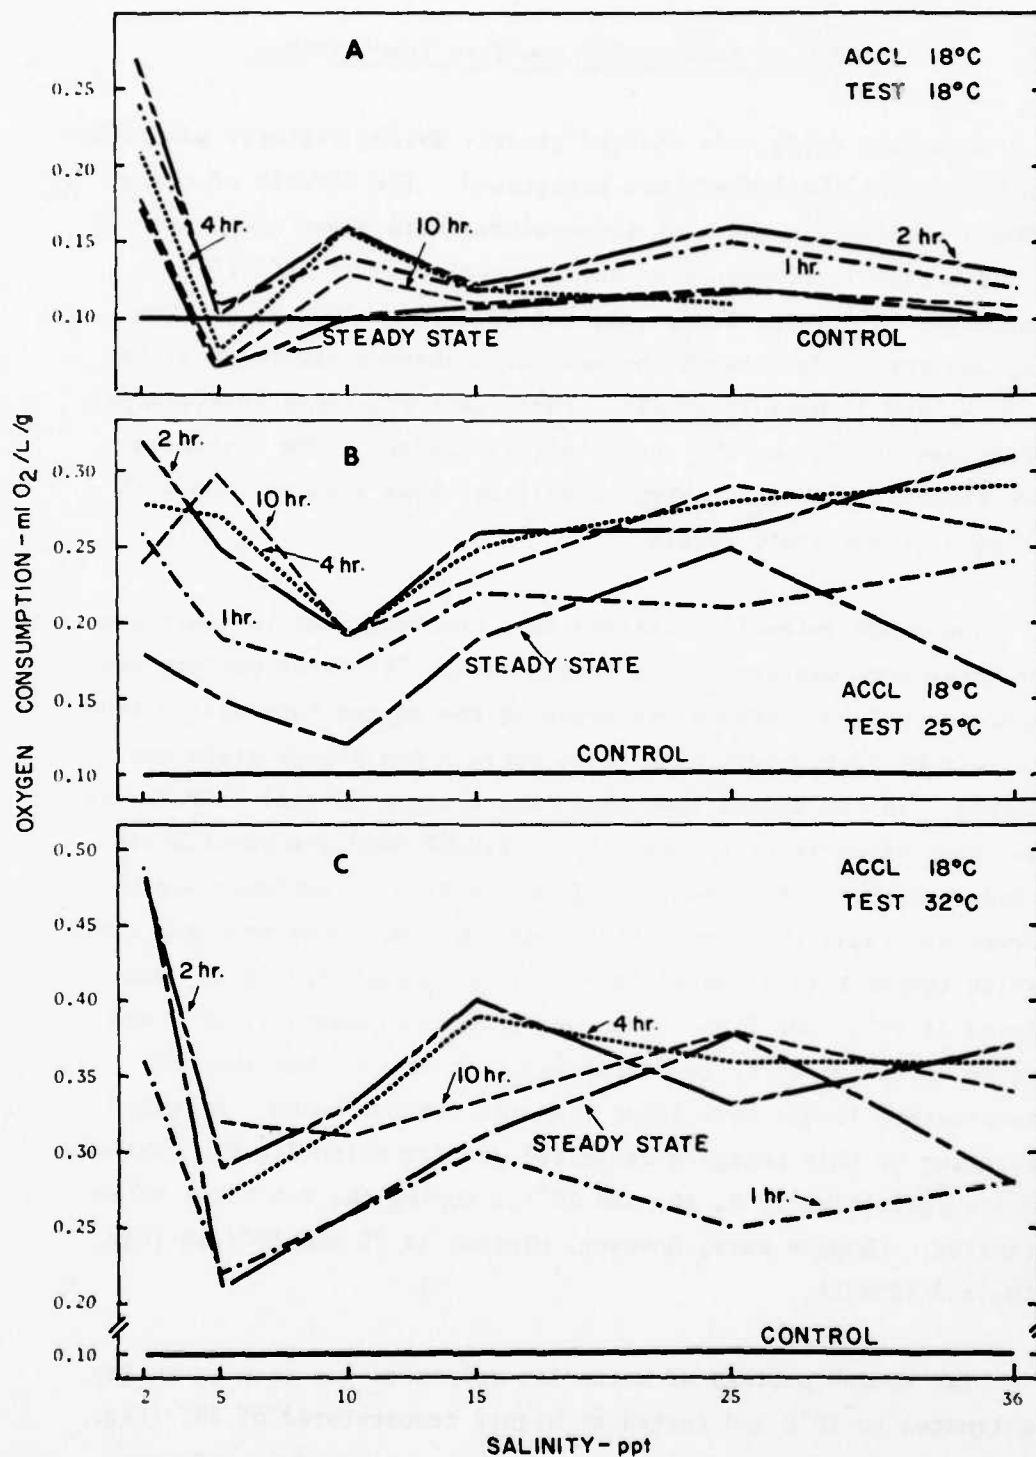 A
ACCL 18°C
TEST 18°C
0.25
0.20
0.15
0.10
4 hr.
10 hr.
2 hr.
1 hr.
STEADY STATE
CONTROL
B
0.30
0.25
0.20
0.15
0.10
2 hr.
10 hr.
4 hr.
1 hr.
STEADY STATE
ACCL 18°C
TEST 25°C
CONTROL
OXYGEN CONSUMPTION - ml O₂/L/g
C
ACCL 18°C
TEST 32°C
0.50
0.45
0.40
0.35
0.30
0.25
0.20
0.10
2 hr.
4 hr.
10 hr.
STEADY STATE
1 hr.
CONTROL
2 5 10 15 25 36
SALINITY - ppt